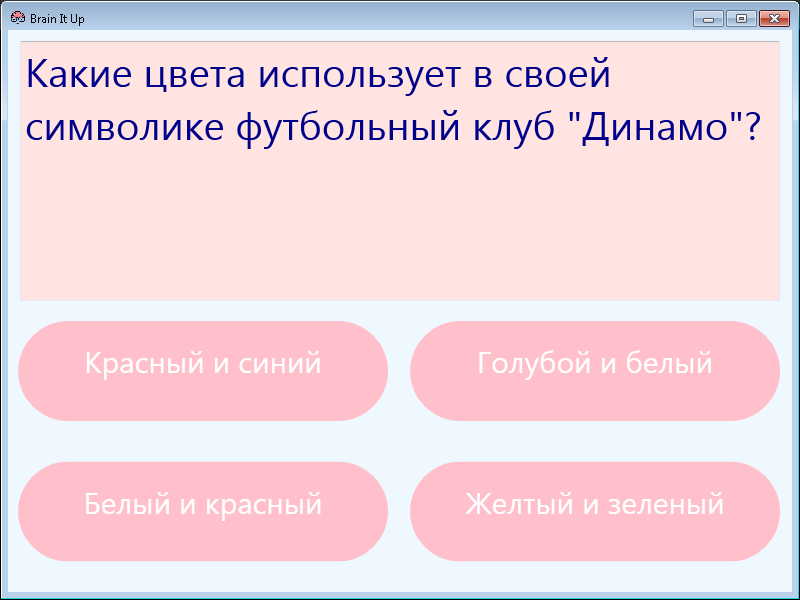 Brain It Up
Какие цвета использует в своей
символике футбольный клуб "Динамо"?
Красный и синий
Голубой и белый
Белый и красный
Желтый и зеленый